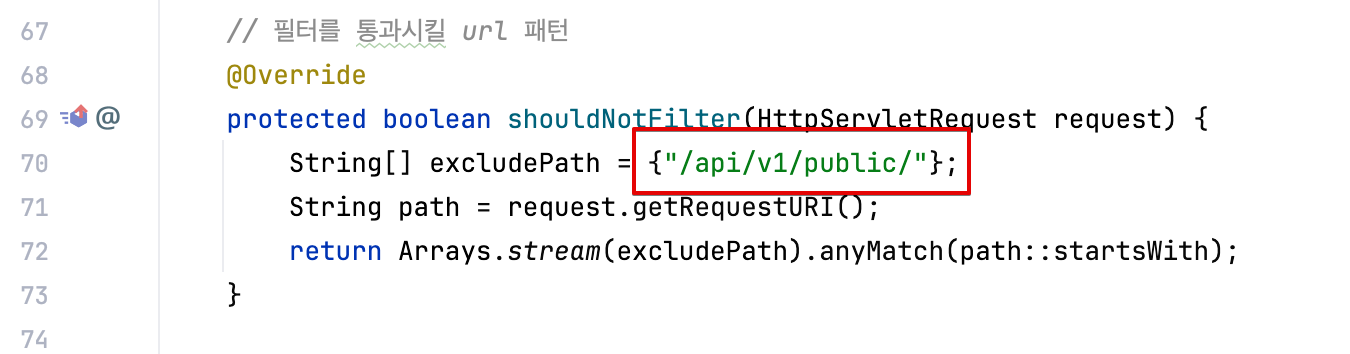 67 // 필터를 통과시킬 url 패턴
68 @Override
69 @ protected boolean shouldNotFilter(HttpServletRequest request) {
70 String[] excludePath = {"/api/v1/public/"};
71 String path = request.getRequestURI();
72 return Arrays.stream(excludePath).anyMatch(path::startsWith);
73 }
74